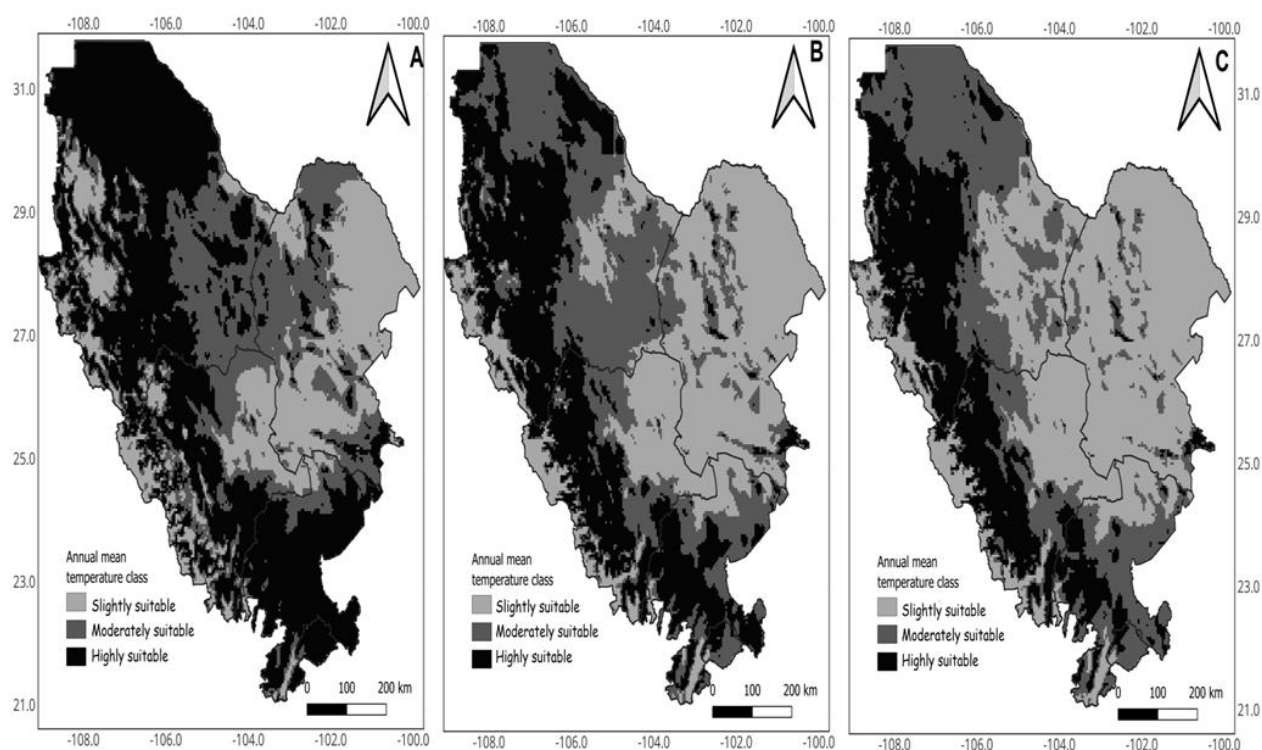 -108.0 -106.0 -104.0 -102.0 -100.0 -108.0 -106.0 -104.0 -102.0 -100.0 -108.0 -106.0 -104.0 -102.0 -100.0
A
B
C
31.0
29.0
27.0
25.0
23.0
21.0
Annual mean
temperature class
Slightly suitable
Moderately suitable
Highly suitable
0 100 200 km
Annual mean
temperature class
Slightly suitable
Moderately suitable
Highly suitable
0 100 200 km
Annual mean
temperature class
Slightly suitable
Moderately suitable
Highly suitable
0 100 200 km
31.0
29.0
27.0
25.0
23.0
21.0
-108.0 -106.0 -104.0 -102.0 -100.0 -108.0 -106.0 -104.0 -102.0 -100.0 -108.0 -106.0 -104.0 -102.0 -100.0